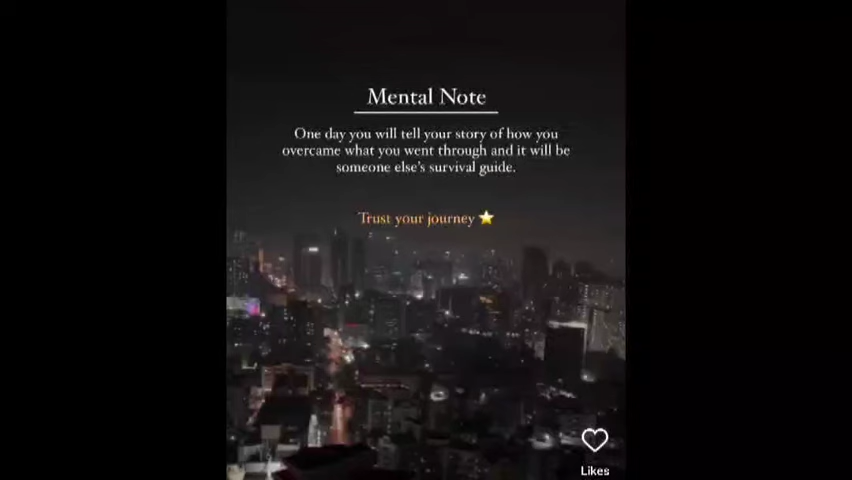 Mental Note
One day you will tell your story of how you
overcame what you went through and it will be
someone else's survival guide.
Trust your journey ⭐
Likes